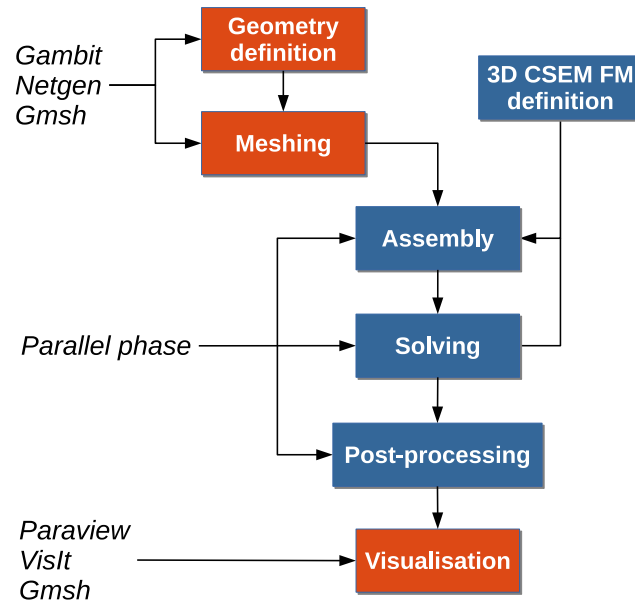 Geometry
definition
Gambit
Netgen
Gmsh
3D CSEM FM
definition
Meshing
Assembly
Parallel phase
Solving
Post-processing
Paraview
VisIt
Gmsh
Visualisation